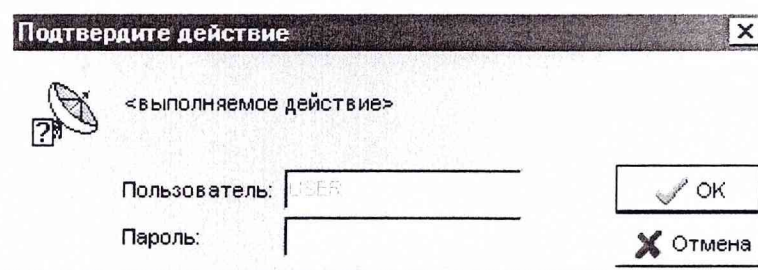 Подтвердите действие
<выполняемое действие>
Пользователь: USER
OK
Пароль:
Отмена